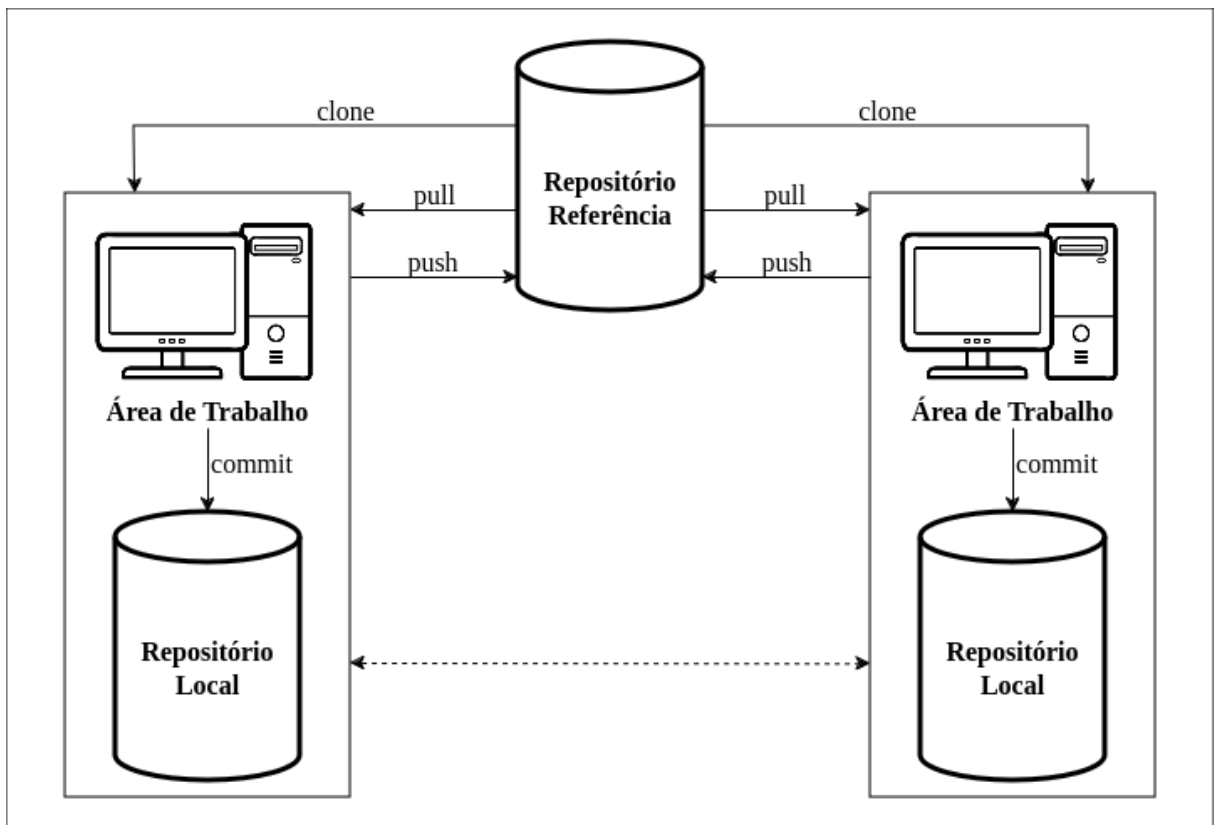 clone
clone
Repositório
Referência
pull
pull
push
push
Área de Trabalho
Área de Trabalho
commit
commit
Repositório
Local
Repositório
Local